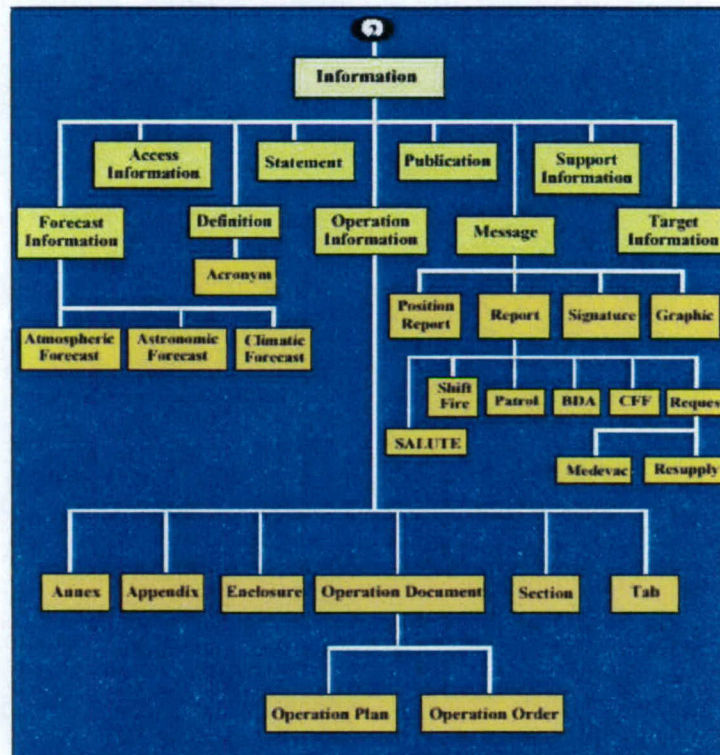 2
Information
Access
Information
Statement
Publication
Support
Information
Forecast
Information
Definition
Operation
Information
Message
Target
Information
Acronym
Position
Report
Report
Signature
Graphic
Atmospheric
Forecast
Astronomic
Forecast
Climatic
Forecast
Shift
Fire
Patrol
BDA
CFF
Reques
SALUTE
Medevac
Resupply
Annex
Appendix
Enclosure
Operation Document
Section
Tab
Operation Plan
Operation Order